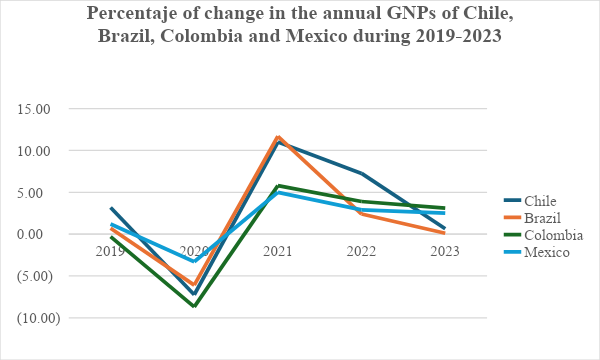 Percentaje of change in the annual GNPs of Chile,
Brazil, Colombia and Mexico during 2019-2023
15.00
10.00
5.00
0.00
(5.00)
(10.00)
2019
2020
2021
2022
2023
Chile
Brazil
Colombia
Mexico